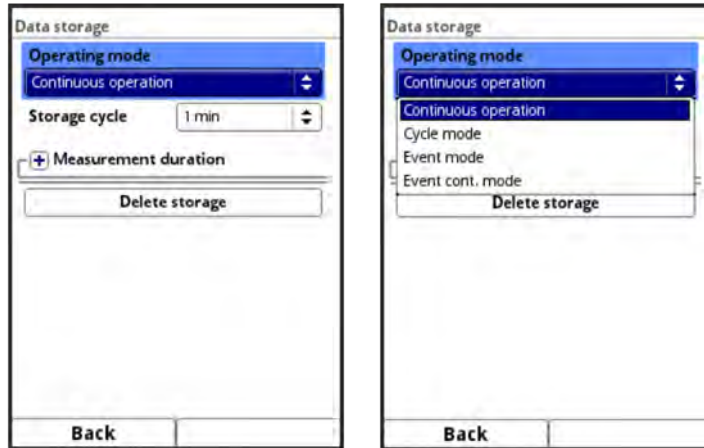 Data storage
Operating mode
Continuous operation
Storage cycle 1 min
+ Measurement duration
Delete storage
Back
Data storage
Operating mode
Continuous operation
Continuous operation
Cycle mode
Event mode
Event cont. mode
Delete storage
Back